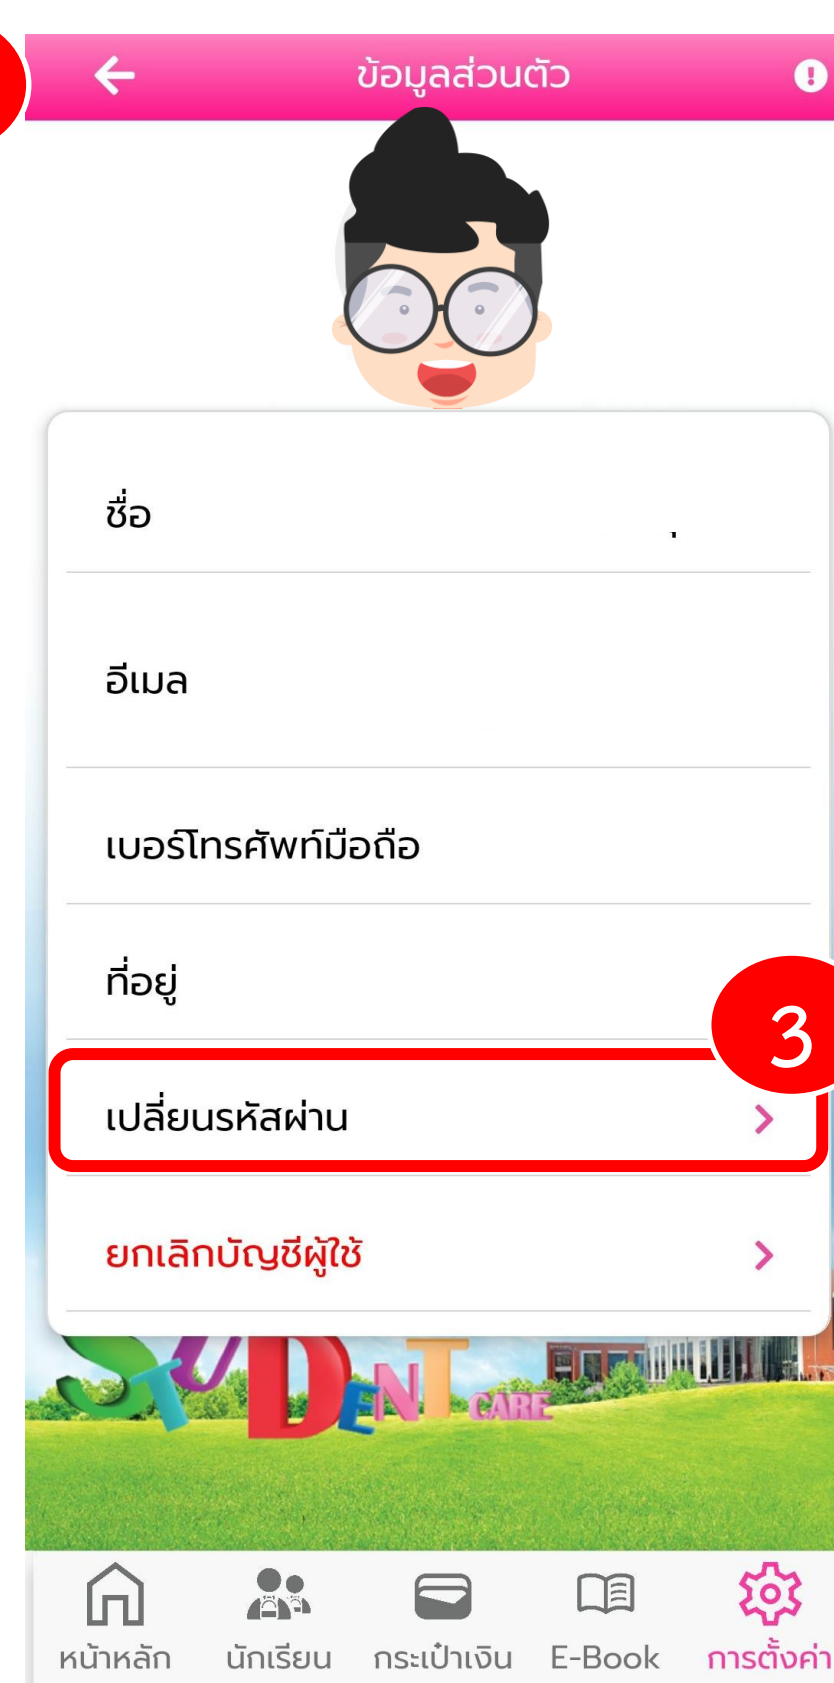 ข้อมูลส่วนตัว
ชื่อ
อีเมล
เบอร์โทรศัพท์มือถือ
ที่อยู่
3
เปลี่ยนรหัสผ่าน
ยกเลิกบัญชีผู้ใช้
STUDENT CARE
หน้าหลัก นักเรียน กระเป๋าเงิน E-Book การตั้งค่า